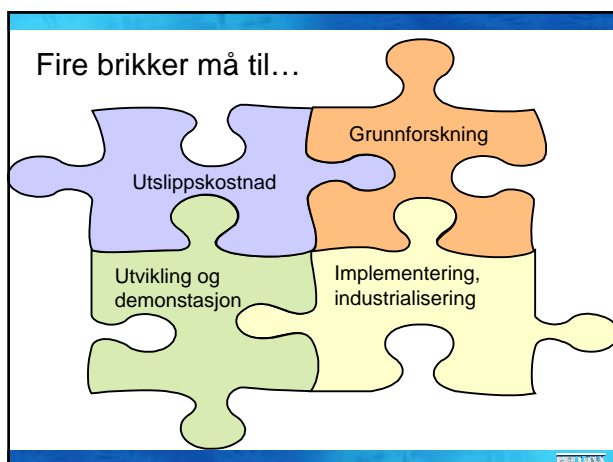 Fire brikker må til…
Grunnforskning
Utslippskostnad
Utvikling og
demonstasjon
Implementering,
industrialisering